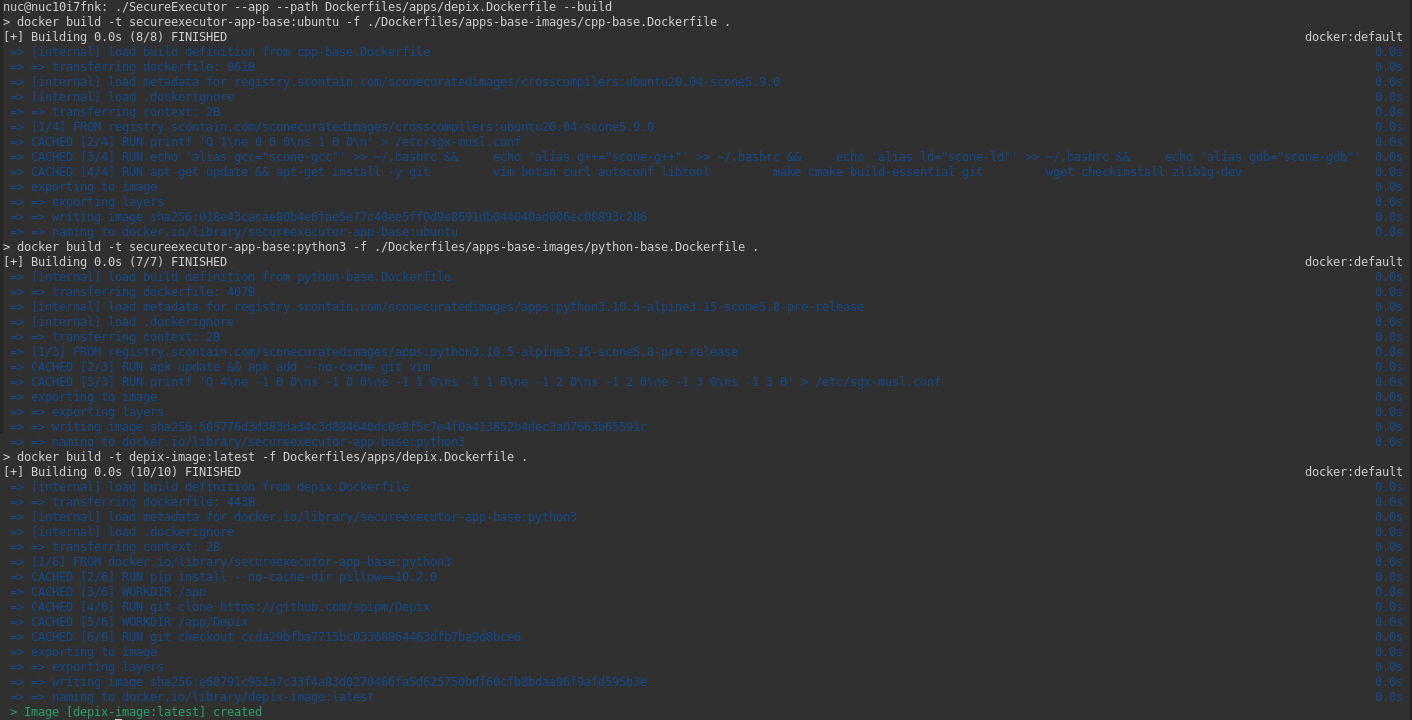 nuc@nuc10i7fnk: ./SecureExecutor --app --path Dockerfiles/apps/depix.Dockerfile --build
> docker build -t secureexecutor-app-base:ubuntu -f ./Dockerfiles/apps-base-images/cpp-base.Dockerfile .
[+] Building 0.0s (8/8) FINISHED docker:default
=> [internal] load build definition from cpp-base.Dockerfile 0.0s
=> => transferring dockerfile: 961B 0.0s
=> [internal] load metadata for registry.scontain.com/sconecuratedimages/crosscompilers:ubuntu20.04-scone5.9.0 0.0s
=> [internal] load .dockerignore 0.0s
=> => transferring context: 2B 0.0s
=> [1/4] FROM registry.scontain.com/sconecuratedimages/crosscompilers:ubuntu20.04-scone5.9.0 0.0s
=> CACHED [2/4] RUN printf 'Q 1\ne 0 0 0\ns 1 0 0\n' > /etc/sgx-musl.conf 0.0s
=> CACHED [3/4] RUN echo 'alias gcc="scone-gcc"' >> ~/.bashrc && echo 'alias g++="scone-g++"' >> ~/.bashrc && echo 'alias ld="scone-ld"' >> ~/.bashrc && echo 'alias gdb="scone-gdb"' 0.0s
=> CACHED [4/4] RUN apt-get update && apt-get install -y git vim botan curl autoconf libtool make cmake build-essential git wget checkinstall zlib1g-dev 0.0s
=> exporting to image 0.0s
=> => exporting layers 0.0s
=> => writing image 0.0s
=> => naming to docker.io/library/secureexecutor-app-base:ubuntu 0.0s
> docker build -t secureexecutor-app-base:python3 -f ./Dockerfiles/apps-base-images/python-base.Dockerfile .
[+] Building 0.0s (7/7) FINISHED docker:default
=> [internal] load build definition from python-base.Dockerfile 0.0s
=> => transferring dockerfile: 407B 0.0s
=> [internal] load metadata for registry.scontain.com/sconecuratedimages/apps:python3.10.5-alpine3.15-scone5.8-pre-release 0.0s
=> [internal] load .dockerignore 0.0s
=> => transferring context: 2B 0.0s
=> [1/3] FROM registry.scontain.com/sconecuratedimages/apps:python3.10.5-alpine3.15-scone5.8-pre-release 0.0s
=> CACHED [2/3] RUN apk update && apk add --no-cache git vim 0.0s
=> CACHED [3/3] RUN printf 'Q 4\ne -1 0 0\ns -1 0 0\ne -1 1 0\ns -1 1 0\ne -1 2 0\ns -1 2 0\ne -1 3 0\ns -1 3 0' > /etc/sgx-musl.conf 0.0s
=> exporting to image 0.0s
=> => exporting layers 0.0s
=> => writing image 0.0s
=> => naming to docker.io/library/secureexecutor-app-base:python3 0.0s
> docker build -t depix-image:latest -f Dockerfiles/apps/depix.Dockerfile .
[+] Building 0.0s (10/10) FINISHED docker:default
=> [internal] load build definition from depix.Dockerfile 0.0s
=> => transferring dockerfile: 443B 0.0s
=> [internal] load metadata for docker.io/library/secureexecutor-app-base:python3 0.0s
=> [internal] load .dockerignore 0.0s
=> => transferring context: 2B 0.0s
=> [1/6] FROM docker.io/library/secureexecutor-app-base:python3 0.0s
=> CACHED [2/6] RUN pip install --no-cache-dir pillow==10.2.0 0.0s
=> CACHED [3/6] WORKDIR /app 0.0s
=> CACHED [4/6] RUN git clone https://github.com/spipm/Depix 0.0s
=> CACHED [5/6] WORKDIR /app/Depix 0.0s
=> CACHED [6/6] RUN git checkout 0.0s
=> exporting to image 0.0s
=> => exporting layers 0.0s
=> => writing image 0.0s
=> => naming to docker.io/library/depix-image:latest 0.0s
> Image [depix-image:latest] created